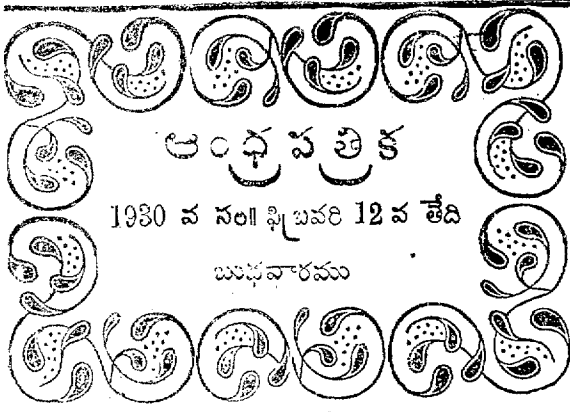 ఆంధ్రపత్రిక
1930 వ సం॥ ఫిబ్రవరి 12 వ తేది
బుధవారము